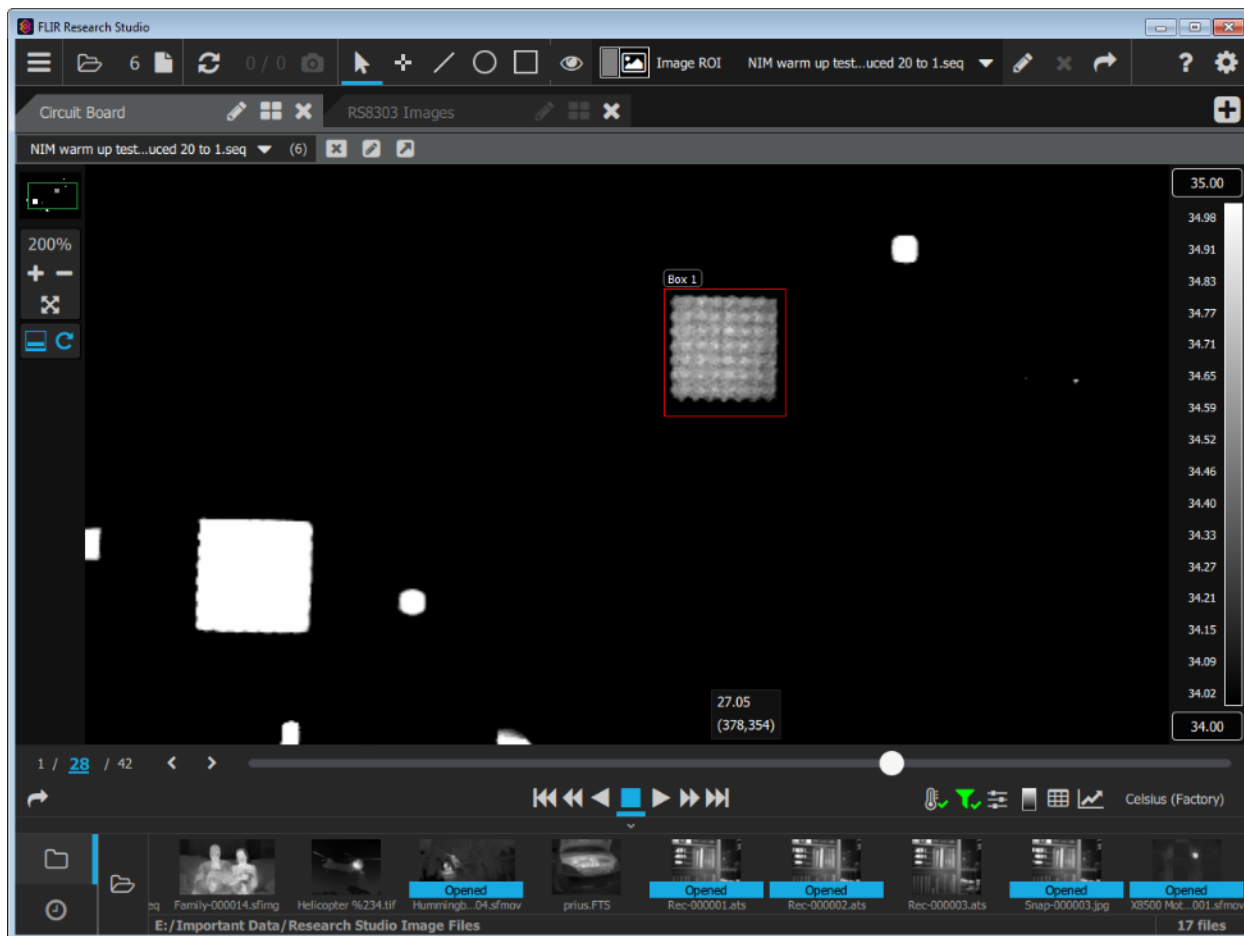 FLIR Research Studio
6 0 / 0 Image ROI NIM warm up test...uced 20 to 1.seq ?
Circuit Board RS8303 Images
NIM warm up test...uced 20 to 1.seq (6)
35.00
34.98
200%
34.91
Box 1
34.83
34.77
34.71
34.65
34.59
34.52
34.46
34.40
34.33
34.27
34.21
34.15
34.09
34.02
27.05
(378,354)
34.00
1 / 28 / 42
Celsius (Factory)
Opened Opened Opened Opened Opened
eq Family-000014.sfimg Helicopter %234.tif Hummingb...04.sfmov prius.FTS Rec-000001.ats Rec-000002.ats Rec-000003.ats Snap-000003.jpg X8500 Mot...001.sfmov
E:/Important Data/Research Studio Image Files 17 files